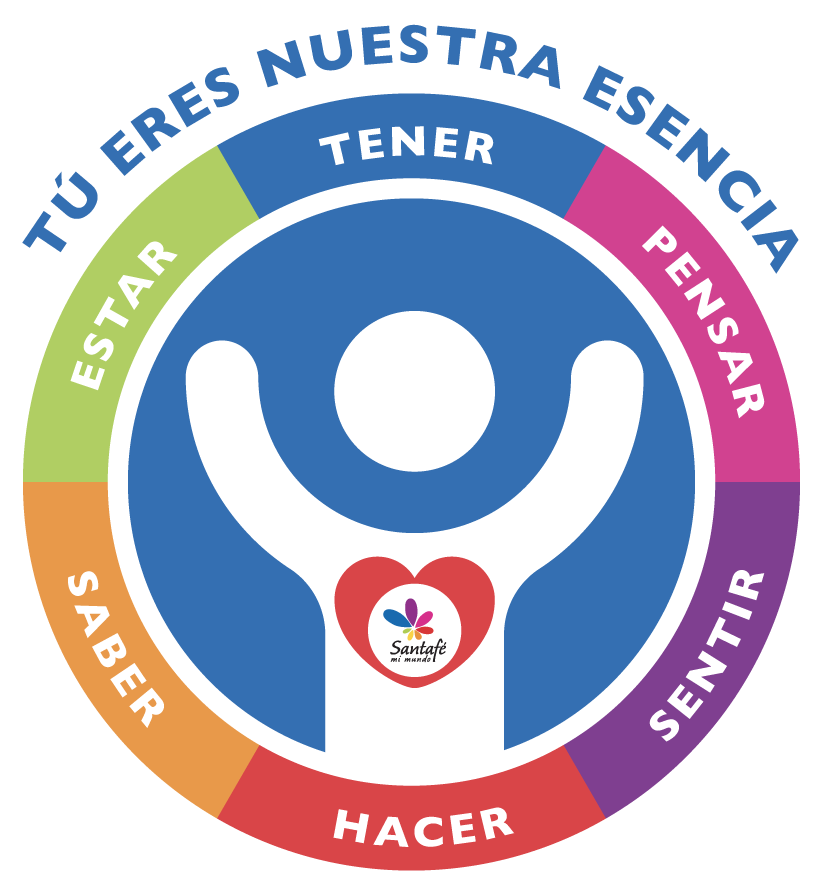 TÚ ERES NUESTRA ESENCIA
TENER
PENSAR
SENTIR
HACER
SABER
ESTAR
Santafé
mi mundo